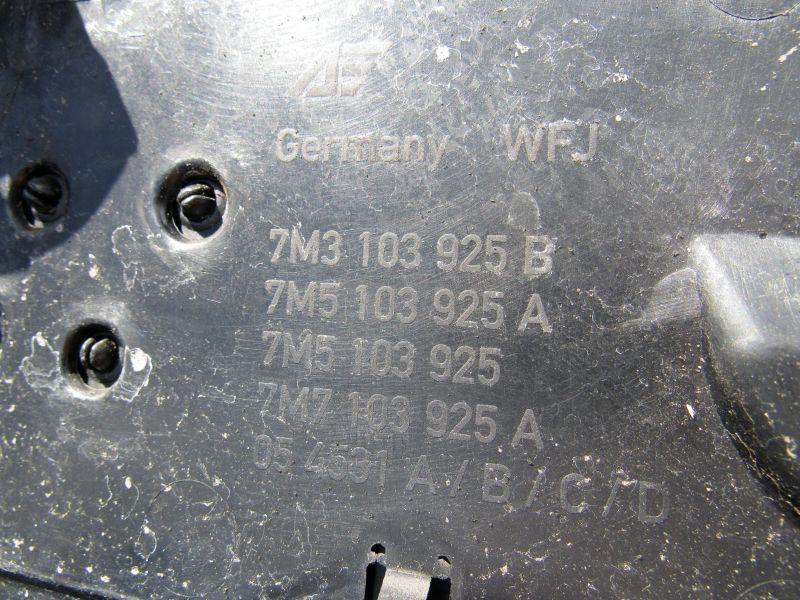 Germany WFJ
7M3 103 925 B
7M5 103 925 A
7M5 103 925
7M7 103 925 A
05 4531 A / B / C / D